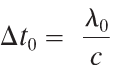 Δt₀ = λ₀ / c